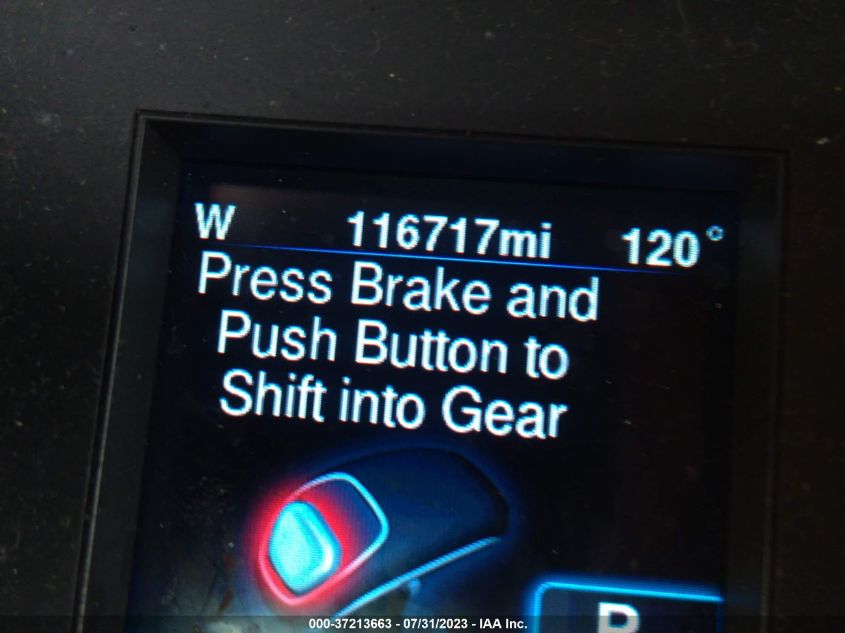 W 116717mi 120°
Press Brake and
Push Button to
Shift into Gear
P
000-37213663 - 07/31/2023 - IAA Inc.